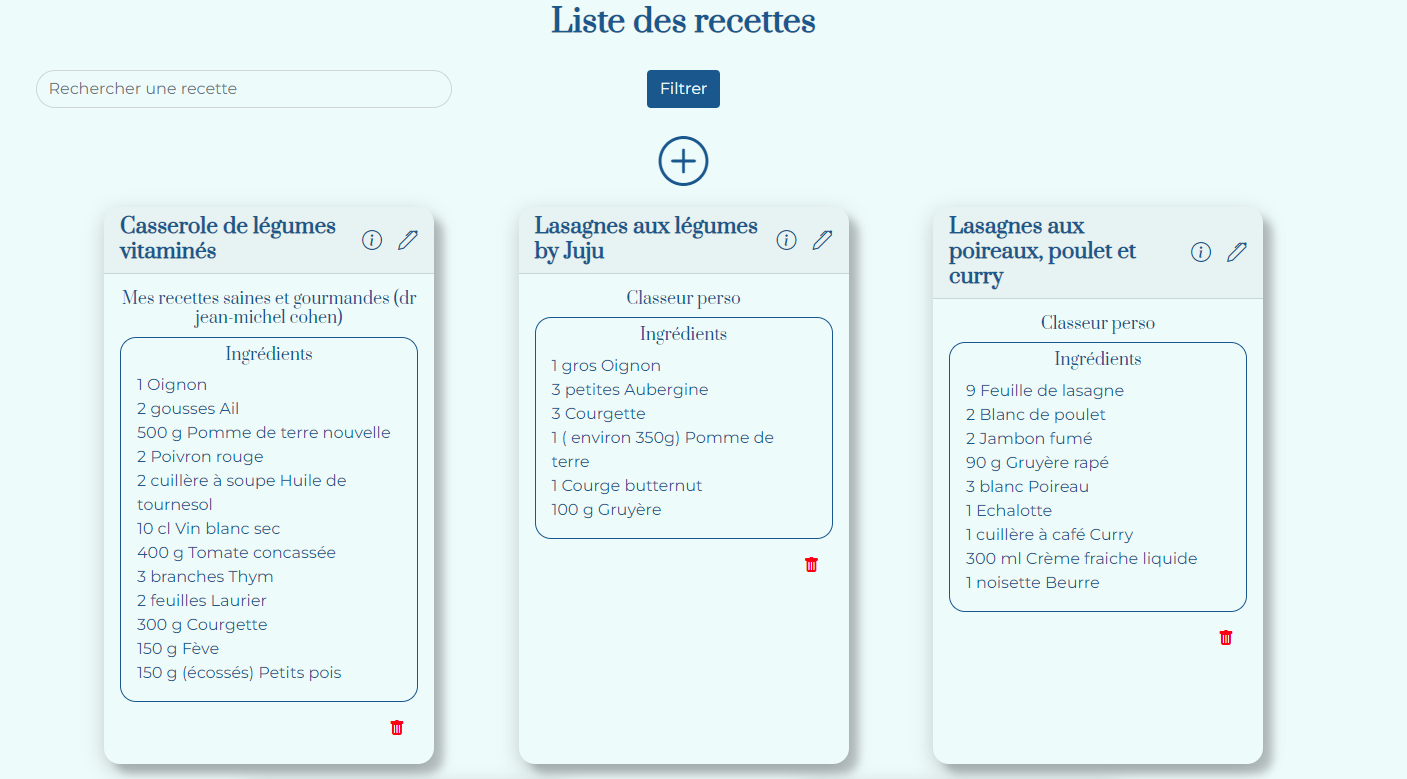 Liste des recettes
Rechercher une recette
Filtrer
Casserole de légumes
vitaminés
Mes recettes saines et gourmandes (dr
jean-michel cohen)
Ingrédients
1 Oignon
2 gousses Ail
500 g Pomme de terre nouvelle
2 Poivron rouge
2 cuillère à soupe Huile de
tournesol
10 cl Vin blanc sec
400 g Tomate concassée
3 branches Thym
2 feuilles Laurier
300 g Courgette
150 g Fève
150 g (écossés) Petits pois
Lasagnes aux légumes
by Juju
Classeur perso
Ingrédients
1 gros Oignon
3 petites Aubergine
3 Courgette
1 ( environ 350g) Pomme de
terre
1 Courge butternut
100 g Gruyère
Lasagnes aux
poireaux, poulet et
curry
Classeur perso
Ingrédients
9 Feuille de lasagne
2 Blanc de poulet
2 Jambon fumé
90 g Gruyère rapé
3 blanc Poireau
1 Echalotte
1 cuillère à café Curry
300 ml Crème fraiche liquide
1 noisette Beurre